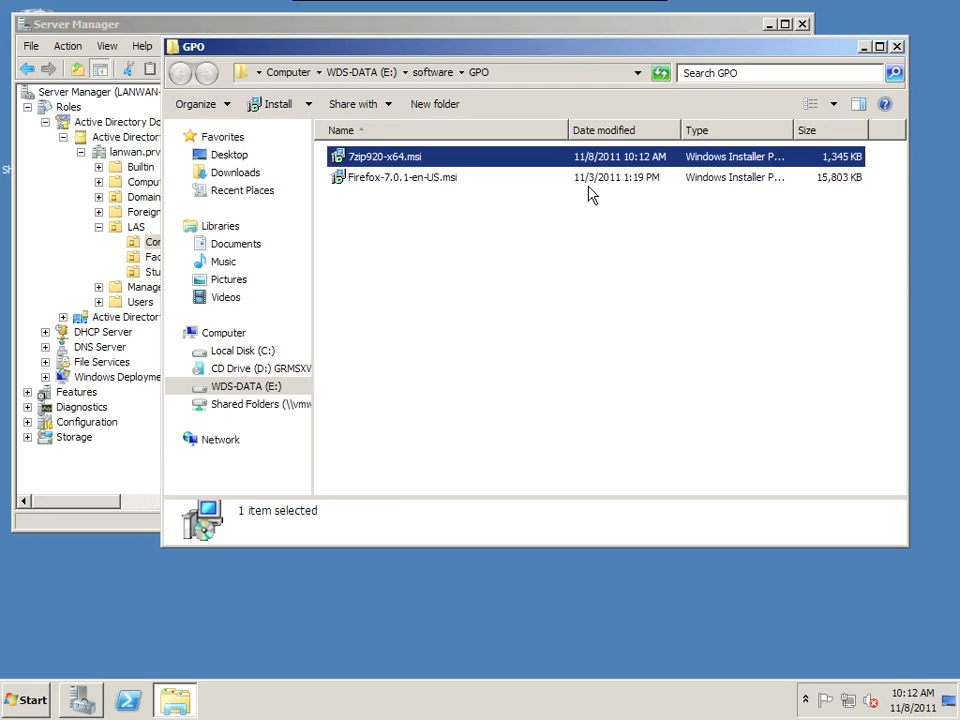 Server Manager
File Action View Help
Server Manager (LANWAN-
Roles
Active Directory Do
Active Director
lanwan.prv
Builtin
Compu
Domain
Foreign
LAS
Cor
Fac
Stu
Manage
Users
Active Director
DHCP Server
DNS Server
File Services
Windows Deployme
Features
Diagnostics
Configuration
Storage
GPO
Computer WDS-DATA (E:) software GPO
Search GPO
Organize Install Share with New folder
Favorites
Desktop
Downloads
Recent Places
Libraries
Documents
Music
Pictures
Videos
Computer
Local Disk (C:)
CD Drive (D:) GRMSXV
WDS-DATA (E:)
Shared Folders (\\vmw
Network
Name Date modified Type Size
7zip920-x64.msi 11/8/2011 10:12 AM Windows Installer P... 1,345 KB
Firefox-7.0.1-en-US.msi 11/3/2011 1:19 PM Windows Installer P... 15,803 KB
1 item selected
Sh
Start
10:12 AM
11/8/2011